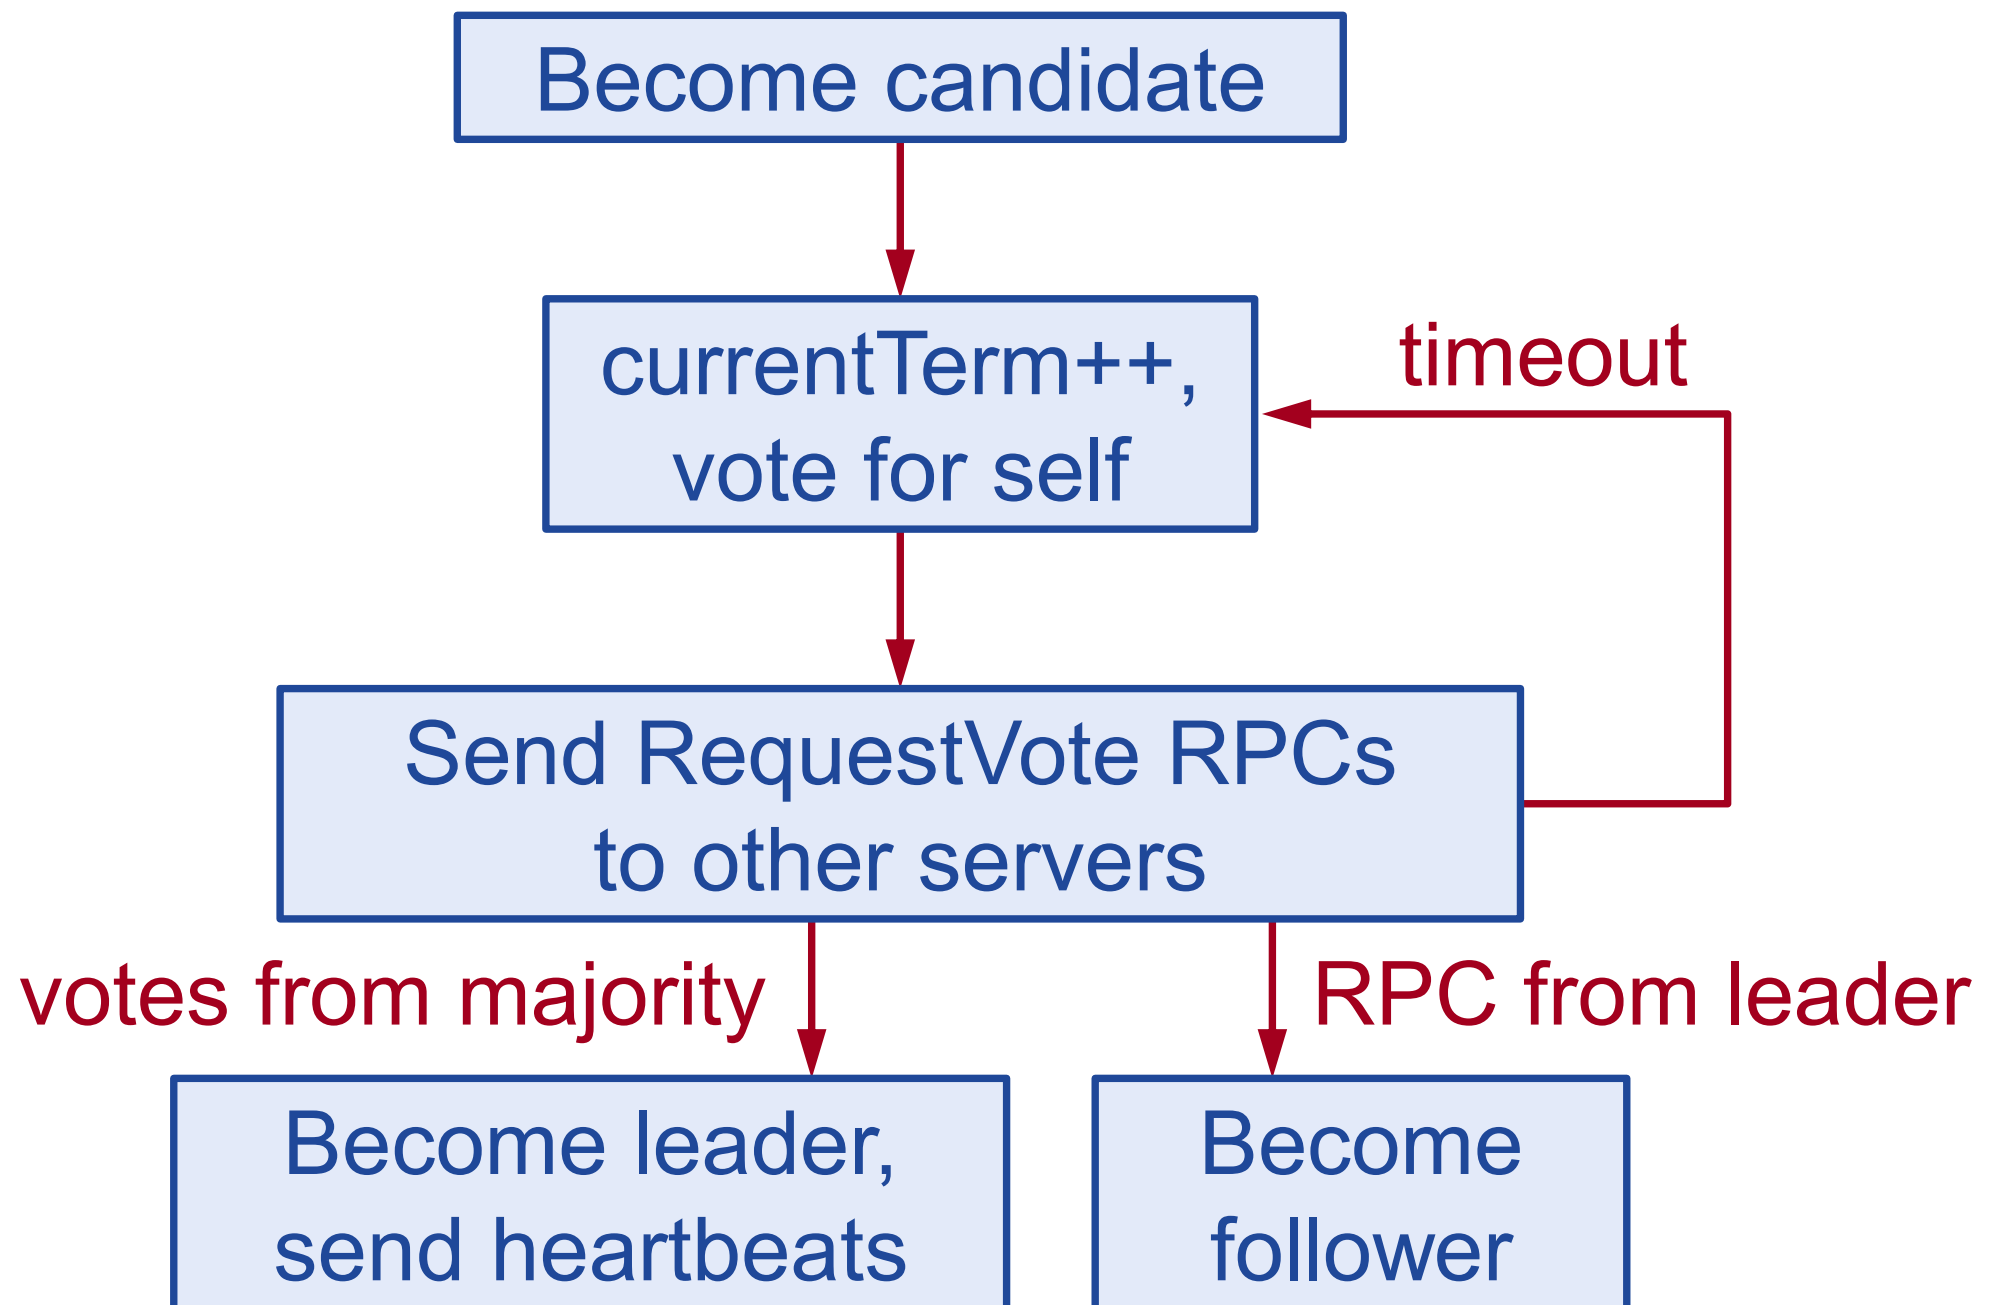 Become candidate
currentTerm++,
vote for self
timeout
Send RequestVote RPCs
to other servers
votes from majority
RPC from leader
Become leader,
send heartbeats
Become
follower